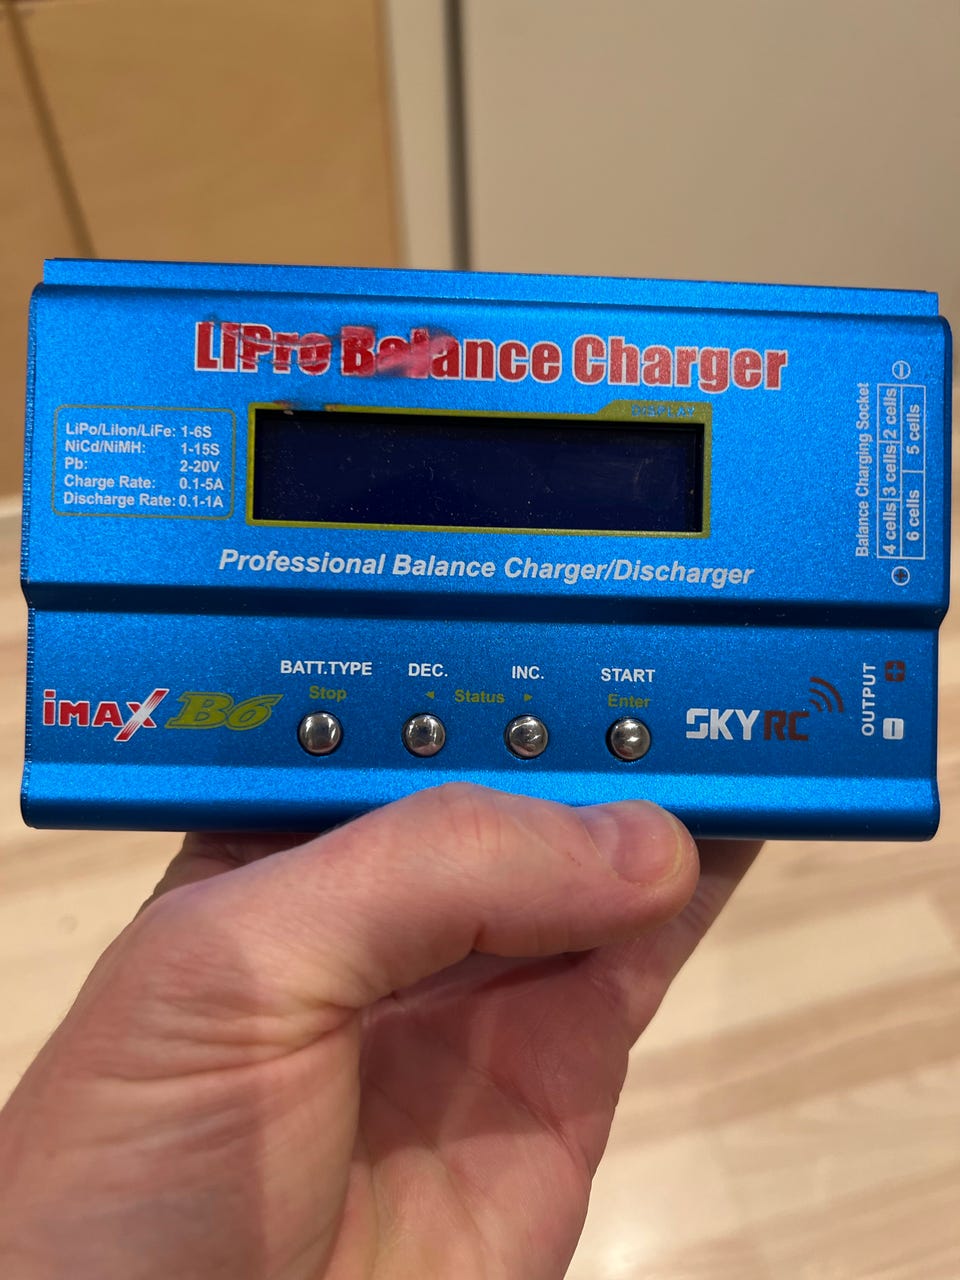 LiPro Balance Charger
DISPLAY
LiPo/LiIon/LiFe: 1-6S
NiCd/NiMH: 1-15S
Pb: 2-20V
Charge Rate: 0.1-5A
Discharge Rate: 0.1-1A
Professional Balance Charger/Discharger
Balance Charging Socket
4 cells 3 cells 2 cells
6 cells 5 cells
BATT.TYPE DEC. INC. START
Stop ◄ Status ► Enter
iMAX B6
SKYRC
OUTPUT